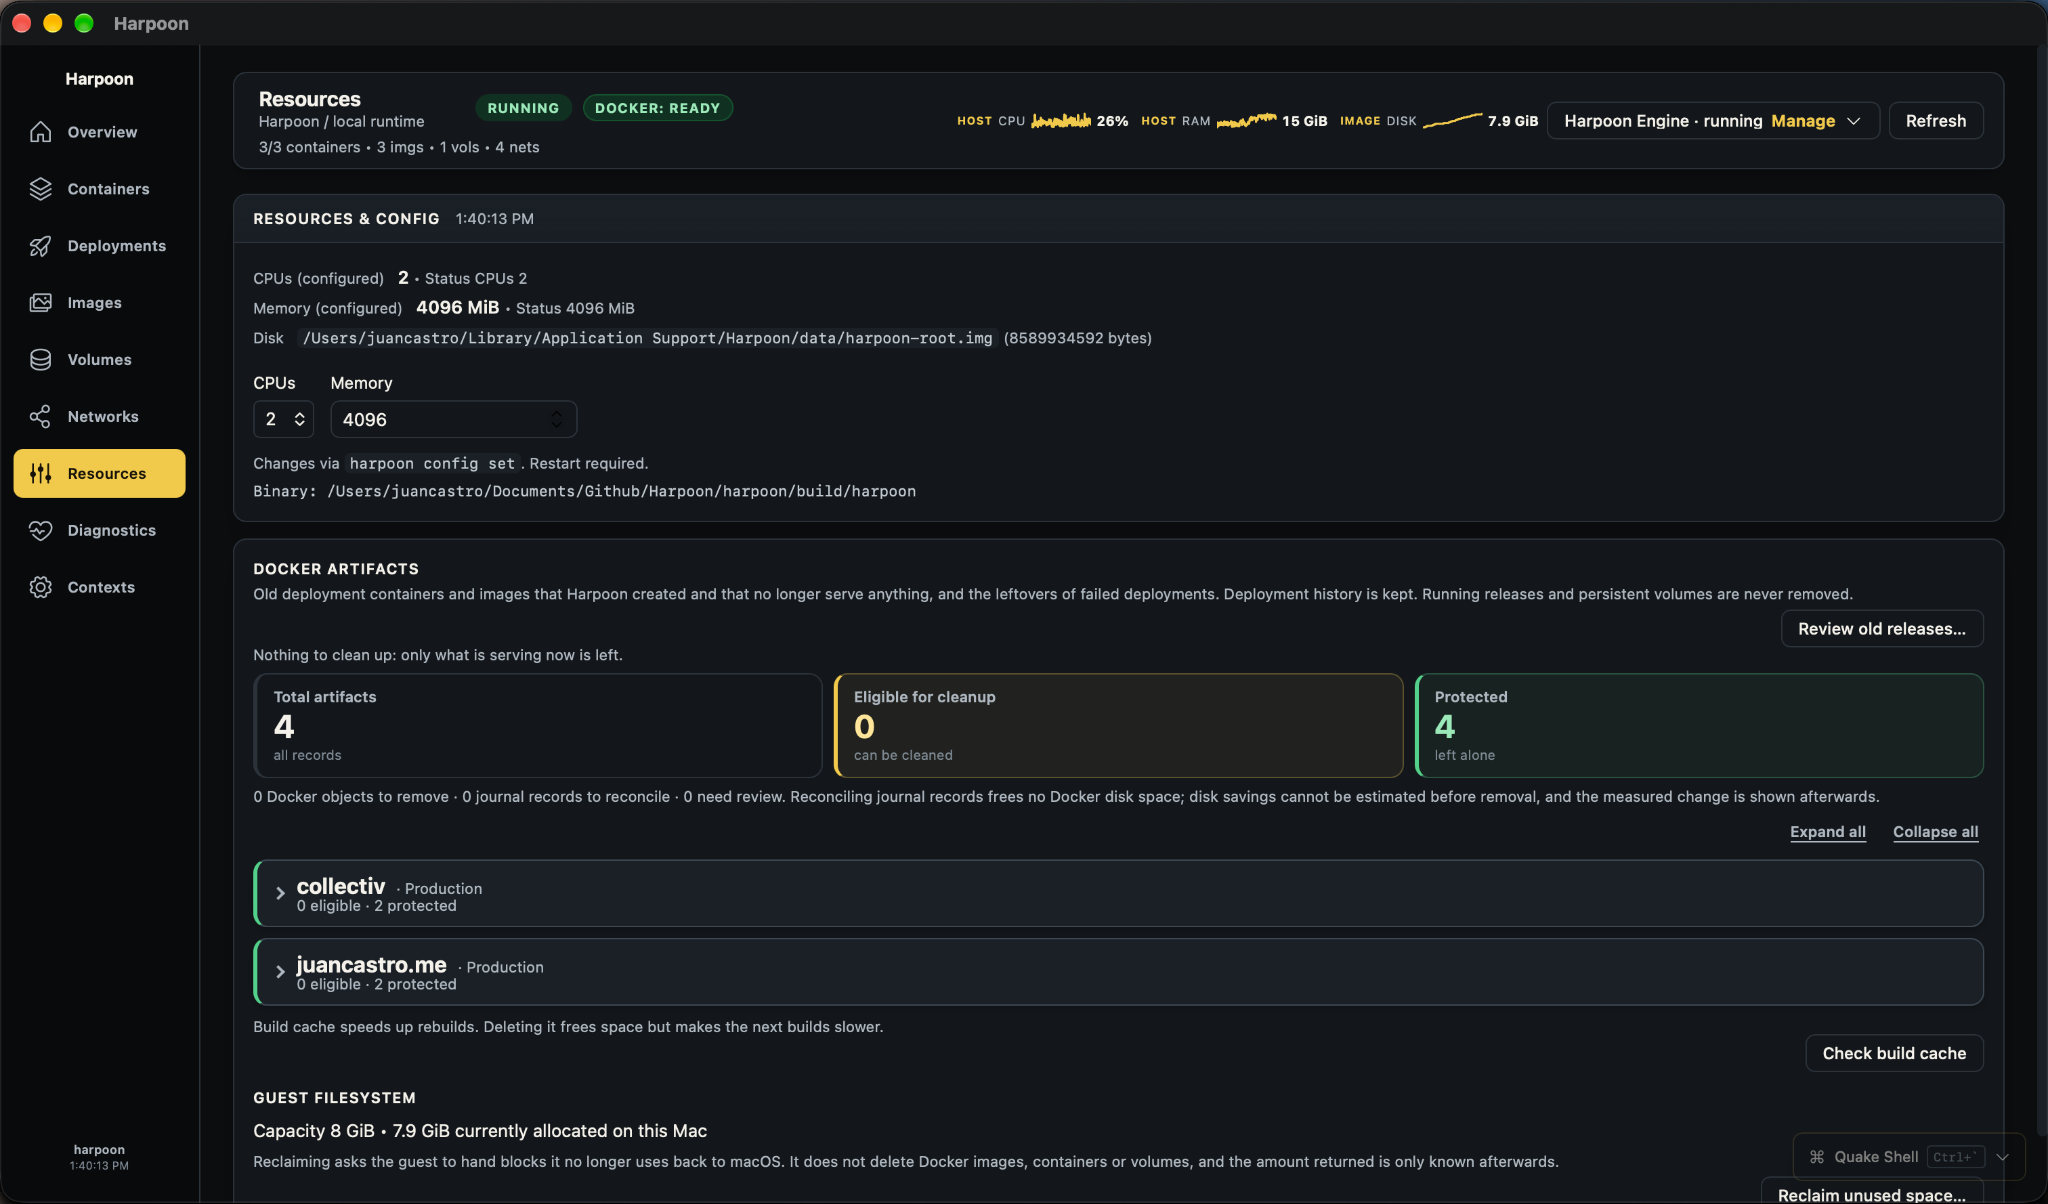 Harpoon
Harpoon
Overview
Containers
Deployments
Images
Volumes
Networks
Resources
Diagnostics
Contexts
harpoon
1:40:13 PM
Resources
RUNNING
DOCKER: READY
Harpoon / local runtime
3/3 containers • 3 imgs • 1 vols • 4 nets
HOST CPU 26% HOST RAM 15 GiB IMAGE DISK 7.9 GiB
Harpoon Engine · running Manage
Refresh
RESOURCES & CONFIG 1:40:13 PM
CPUs (configured) 2 · Status CPUs 2
Memory (configured) 4096 MiB · Status 4096 MiB
Disk /Users/juancastro/Library/Application Support/Harpoon/data/harpoon-root.img (8589934592 bytes)
CPUs Memory
2 4096
Changes via harpoon config set. Restart required.
Binary: /Users/juancastro/Documents/Github/Harpoon/harpoon/build/harpoon
DOCKER ARTIFACTS
Old deployment containers and images that Harpoon created and that no longer serve anything, and the leftovers of failed deployments. Deployment history is kept. Running releases and persistent volumes are never removed.
Review old releases...
Nothing to clean up: only what is serving now is left.
Total artifacts
4
all records
Eligible for cleanup
0
can be cleaned
Protected
4
left alone
0 Docker objects to remove · 0 journal records to reconcile · 0 need review. Reconciling journal records frees no Docker disk space; disk savings cannot be estimated before removal, and the measured change is shown afterwards.
Expand all Collapse all
collectiv · Production
0 eligible · 2 protected
juancastro.me · Production
0 eligible · 2 protected
Build cache speeds up rebuilds. Deleting it frees space but makes the next builds slower.
Check build cache
GUEST FILESYSTEM
Capacity 8 GiB • 7.9 GiB currently allocated on this Mac
Reclaiming asks the guest to hand blocks it no longer uses back to macOS. It does not delete Docker images, containers or volumes, and the amount returned is only known afterwards.
⌘ Quake Shell Ctrl+`
Reclaim unused space...